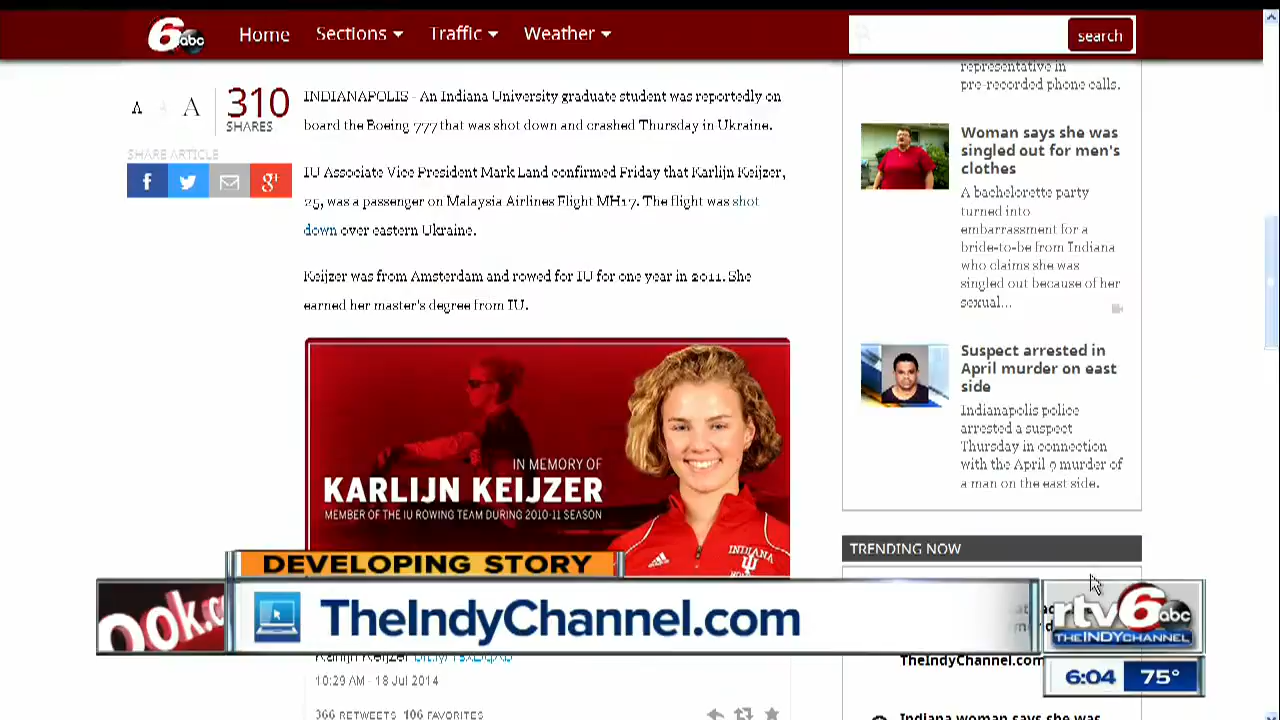 6abc
Home
Sections
Traffic
Weather
search
A
A
310
SHARES
SHARE ARTICLE
f
g+
INDIANAPOLIS - An Indiana University graduate student was reportedly on
board the Boeing 777 that was shot down and crashed Thursday in Ukraine.
IU Associate Vice President Mark Land confirmed Friday that Karlijn Keijzer,
25, was a passenger on Malaysia Airlines Flight MH17. The flight was shot
down over eastern Ukraine.
Keijzer was from Amsterdam and rowed for IU for one year in 2011. She
earned her master's degree from IU.
IN MEMORY OF
KARLIJN KEIJZER
MEMBER OF THE IU ROWING TEAM DURING 2010-11 SEASON
INDIANA
Karlijn Keijzer
10:29 AM - 18 Jul 2014
366 RETWEETS 106 FAVORITES
representative in
pre-recorded phone calls.
Woman says she was
singled out for men's
clothes
A bachelorette party
turned into
embarrassment for a
bride-to-be from Indiana
who claims she was
singled out because of her
sexual...
Suspect arrested in
April murder on east
side
Indianapolis police
arrested a suspect
Thursday in connection
with the April 9 murder of
a man on the east side.
TRENDING NOW
TheIndyChannel.com
Indiana woman says she was
DEVELOPING STORY
ook.c
TheIndyChannel.com
rtv6abc
THEINDYCHANNEL
6:04
75°